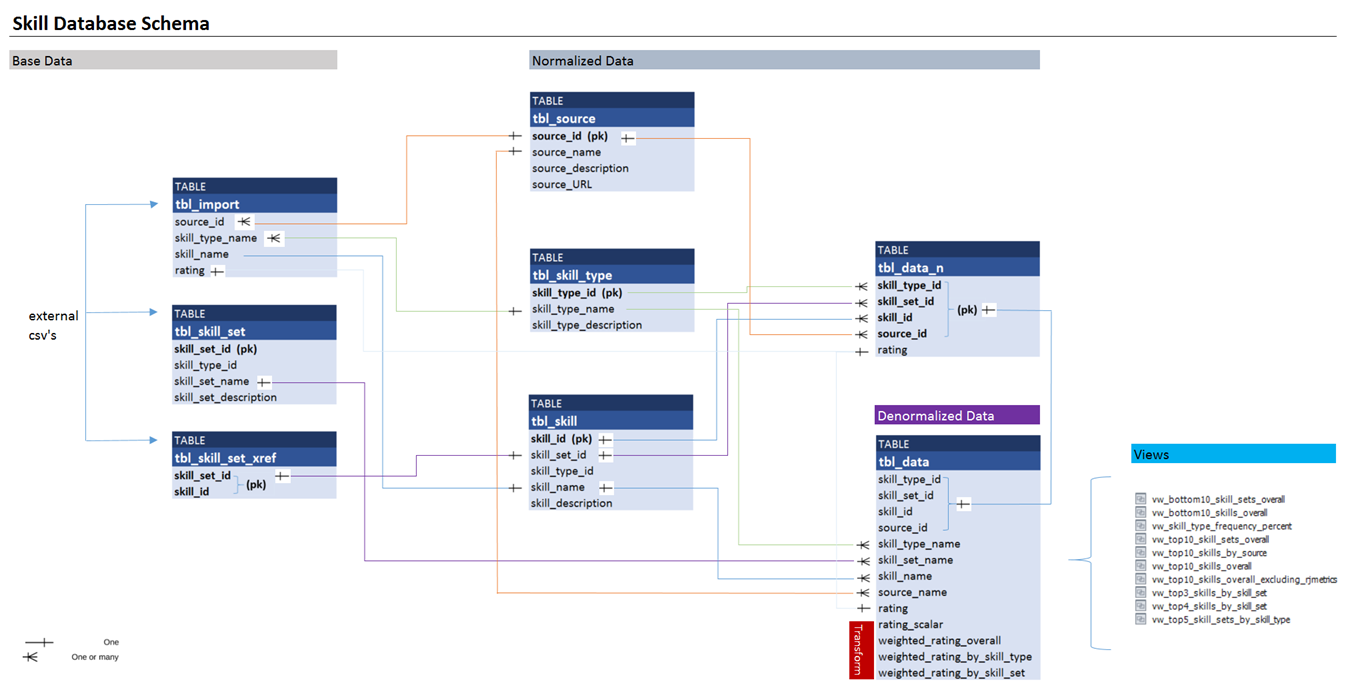 Skill Database Schema
Base Data
Normalized Data
TABLE
tbl_source
source_id (pk)
source_name
source_description
source_URL
TABLE
tbl_import
source_id
skill_type_name
skill_name
rating
TABLE
tbl_skill_type
skill_type_id (pk)
skill_type_name
skill_type_description
TABLE
tbl_data_n
skill_type_id
skill_set_id
skill_id
source_id
(pk)
rating
external
csv's
TABLE
tbl_skill_set
skill_set_id (pk)
skill_type_id
skill_set_name
skill_set_description
TABLE
tbl_skill
skill_id (pk)
skill_set_id
skill_type_id
skill_name
skill_description
TABLE
tbl_skill_set_xref
skill_set_id
skill_id
(pk)
Denormalized Data
TABLE
tbl_data
skill_type_id
skill_set_id
skill_id
source_id
skill_type_name
skill_set_name
skill_name
source_name
rating
rating_scalar
weighted_rating_overall
weighted_rating_by_skill_type
weighted_rating_by_skill_set
Transform
Views
vw_bottom10_skill_sets_overall
vw_bottom10_skills_overall
vw_skill_type_frequency_percent
vw_top10_skill_sets_overall
vw_top10_skills_by_source
vw_top10_skills_overall
vw_top10_skills_overall_excluding_rjmetrics
vw_top3_skills_by_skill_set
vw_top4_skills_by_skill_set
vw_top5_skill_sets_by_skill_type
One
One or many